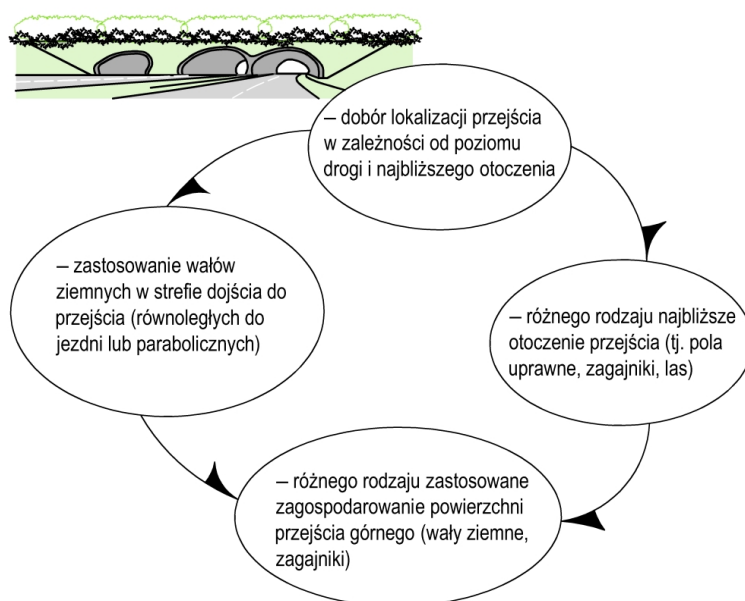 – dobór lokalizacji przejścia
w zależności od poziomu
drogi i najbliższego otoczenia
– zastosowanie wałów
ziemnych w strefie dojścia do
przejścia (równoległych do
jezdni lub parabolicznych)
– różnego rodzaju najbliższe
otoczenie przejścia (tj. pola
uprawne, zagajniki, las)
– różnego rodzaju zastosowane
zagospodarowanie powierzchni
przejścia górnego (wały ziemne,
zagajniki)